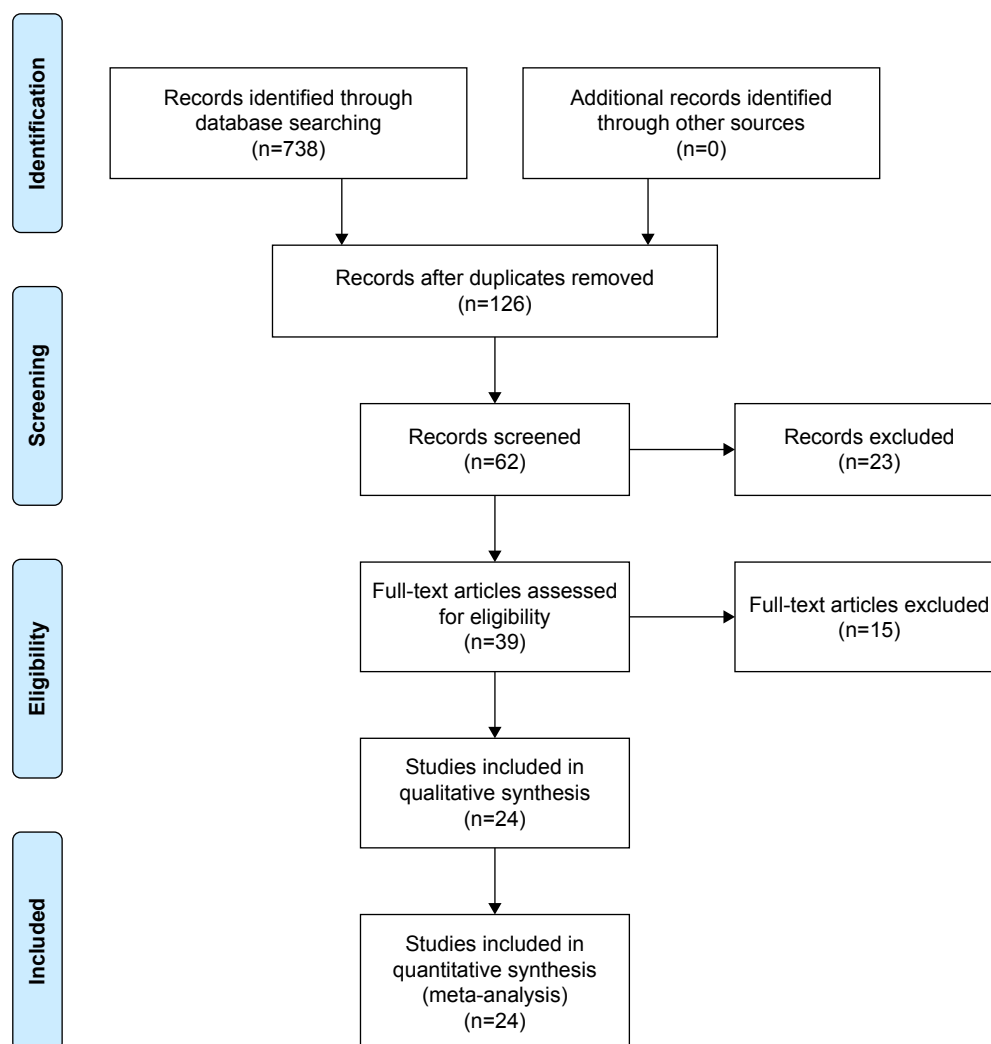 Identification
Records identified through
database searching
(n=738)
Additional records identified
through other sources
(n=0)
Records after duplicates removed
(n=126)
Screening
Records screened
(n=62)
Records excluded
(n=23)
Eligibility
Full-text articles assessed
for eligibility
(n=39)
Full-text articles excluded
(n=15)
Studies included in
qualitative synthesis
(n=24)
Included
Studies included in
quantitative synthesis
(meta-analysis)
(n=24)